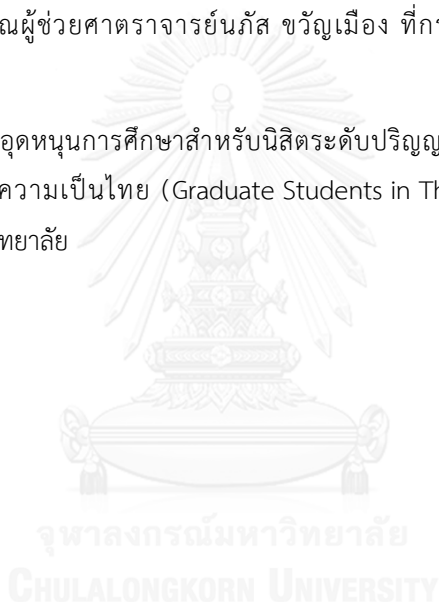 ณผู้ช่วยศาตราจารย์นภัส ขวัญเมือง ที่กร
อุดหนุนการศึกษาสำหรับนิสิตระดับปริญญ
ความเป็นไทย (Graduate Students in Th
ทยาลัย
จุฬาลงกรณ์มหาวิทยาลัย
CHULALONGKORN UNIVERSITY